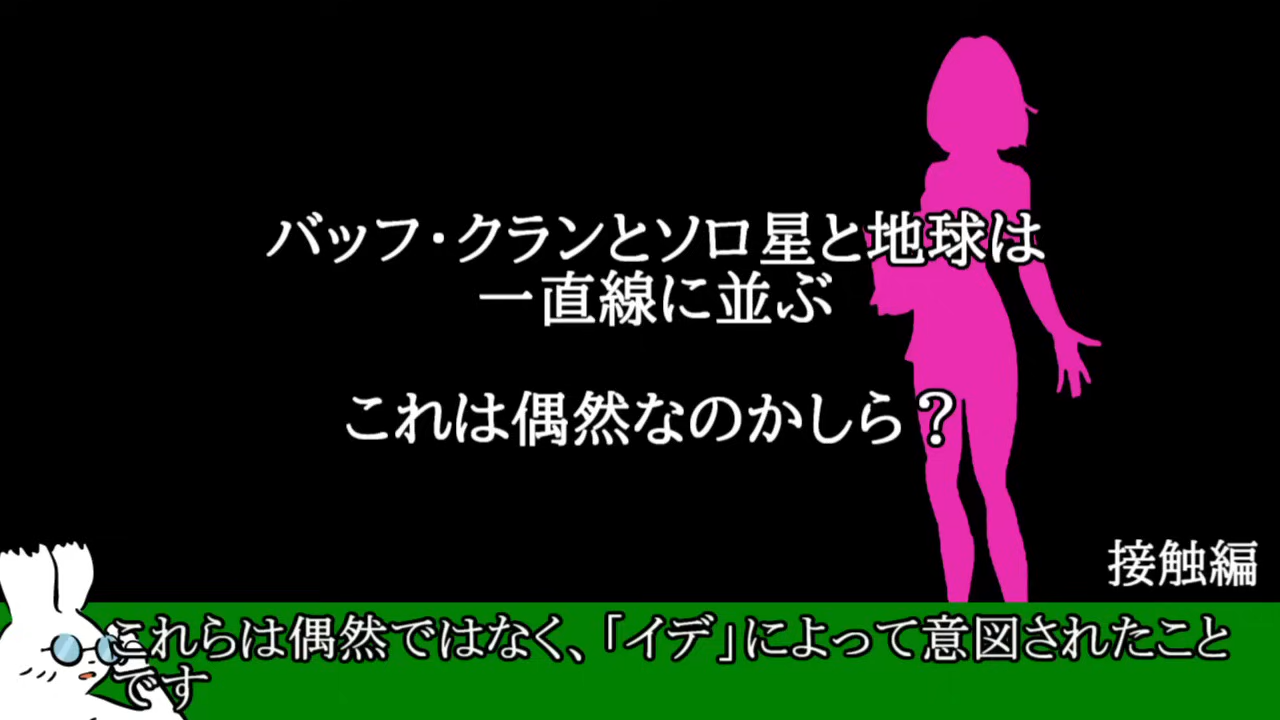 バッフ・クランとソロ星と地球は
一直線に並ぶ
これは偶然なのかしら？
接触編
これらは偶然ではなく、「イデ」によって意図されたこと
です